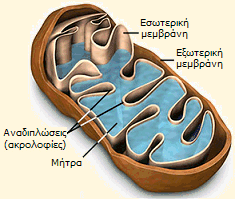 Εσωτερική
μεμβράνη
Εξωτερική
μεμβράνη
Αναδιπλώσεις
(ακρολοφίες)
Μήτρα